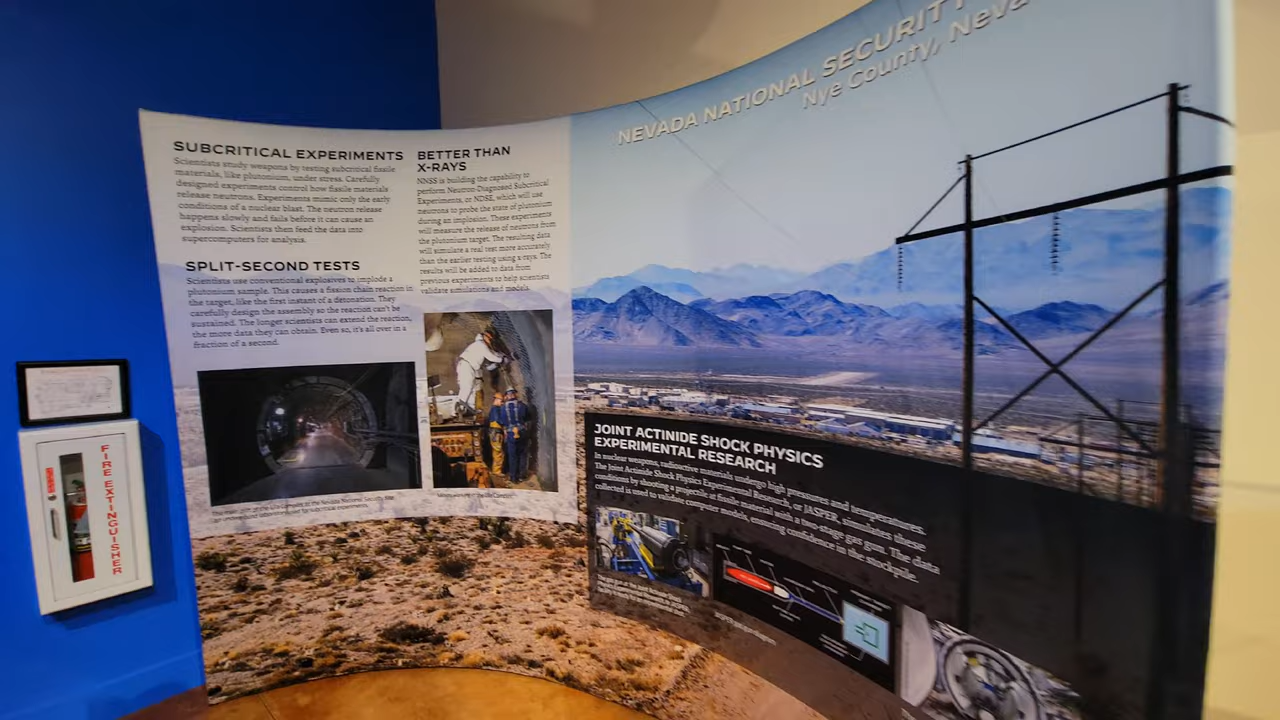 NEVADA NATIONAL SECURITY
Nye County, Neva
SUBCRITICAL EXPERIMENTS
Scientists study weapons by testing subcritical fissile
materials, like plutonium, under stress. Carefully
designed experiments control how fissile materials
release neutrons. Experiments mimic only the early
conditions of a nuclear blast. The neutron release
happens slowly and fails before it can cause an
explosion. Scientists then feed the data into
supercomputers for analysis.
SPLIT-SECOND TESTS
Scientists use conventional explosives to implode a
plutonium sample. This causes a fission chain reaction in
the target, like the first instant of a detonation. They
carefully design the assembly so the reaction can't be
sustained. The longer scientists can extend the reaction,
the more data they can obtain. Even so, it's all over in a
fraction of a second.
BETTER THAN
X-RAYS
NNSS is building the capability to
perform Neutron-Diagnosed Subcritical
Experiments, or NDSE, which will use
neutrons to probe the state of plutonium
during an implosion. These experiments
will measure the release of neutrons from
the plutonium target. The resulting data
will simulate a real test more accurately
than the earlier testing using x-rays. The
results will be added to data from
previous experiments to help scientists
validate simulations and models.
JOINT ACTINIDE SHOCK PHYSICS
EXPERIMENTAL RESEARCH
In nuclear weapons, radioactive materials undergo high pressures and temperatures.
The Joint Actinide Shock Physics Experimental Research, or JASPER, simulates these
conditions by shooting a projectile at fissile material with a two-stage gas gun. The data
collected is used to validate computer models, ensuring confidence in the stockpile.
FIRE EXTINGUISHER